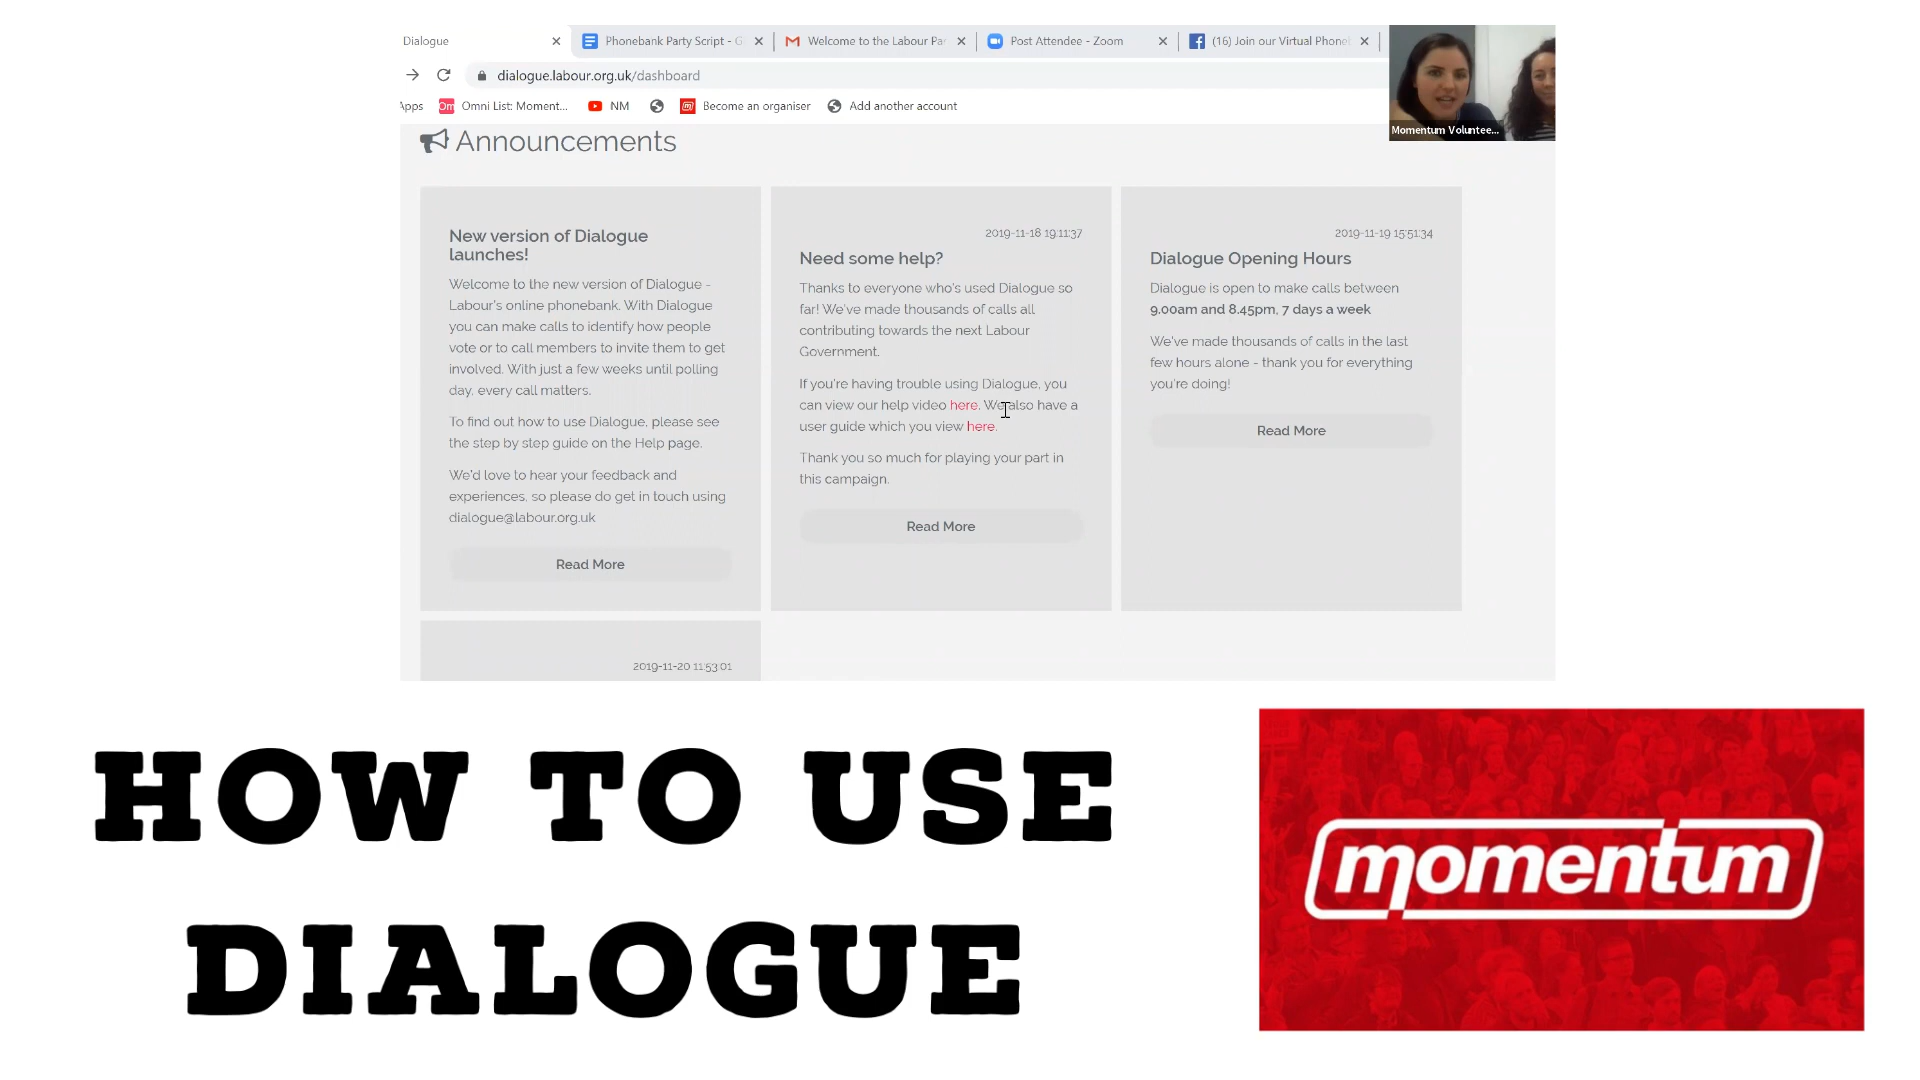 Dialogue
Phonebank Party Script - G
Welcome to the Labour Pa
Post Attendee - Zoom
(16) Join our Virtual Phone
dialogue.labour.org.uk/dashboard
Apps
Om
Omni List: Moment...
NM
Become an organiser
Add another account
Momentum Voluntee...
Announcements
New version of Dialogue
launches!
Welcome to the new version of Dialogue -
Labour's online phonebank. With Dialogue
you can make calls to identify how people
vote or to call members to invite them to get
involved. With just a few weeks until polling
day, every call matters.
To find out how to use Dialogue, please see
the step by step guide on the Help page.
We'd love to hear your feedback and
experiences, so please do get in touch using
dialogue@labour.org.uk
Read More
2019-11-18 19:11:37
Need some help?
Thanks to everyone who's used Dialogue so
far! We've made thousands of calls all
contributing towards the next Labour
Government.
If you're having trouble using Dialogue, you
can view our help video here. We also have a
user guide which you view here.
Thank you so much for playing your part in
this campaign.
Read More
2019-11-19 15:51:34
Dialogue Opening Hours
Dialogue is open to make calls between
9.00am and 8.45pm, 7 days a week
We've made thousands of calls in the last
few hours alone - thank you for everything
you're doing!
Read More
2019-11-20 11:53:01
HOW TO USE
DIALOGUE
momentum